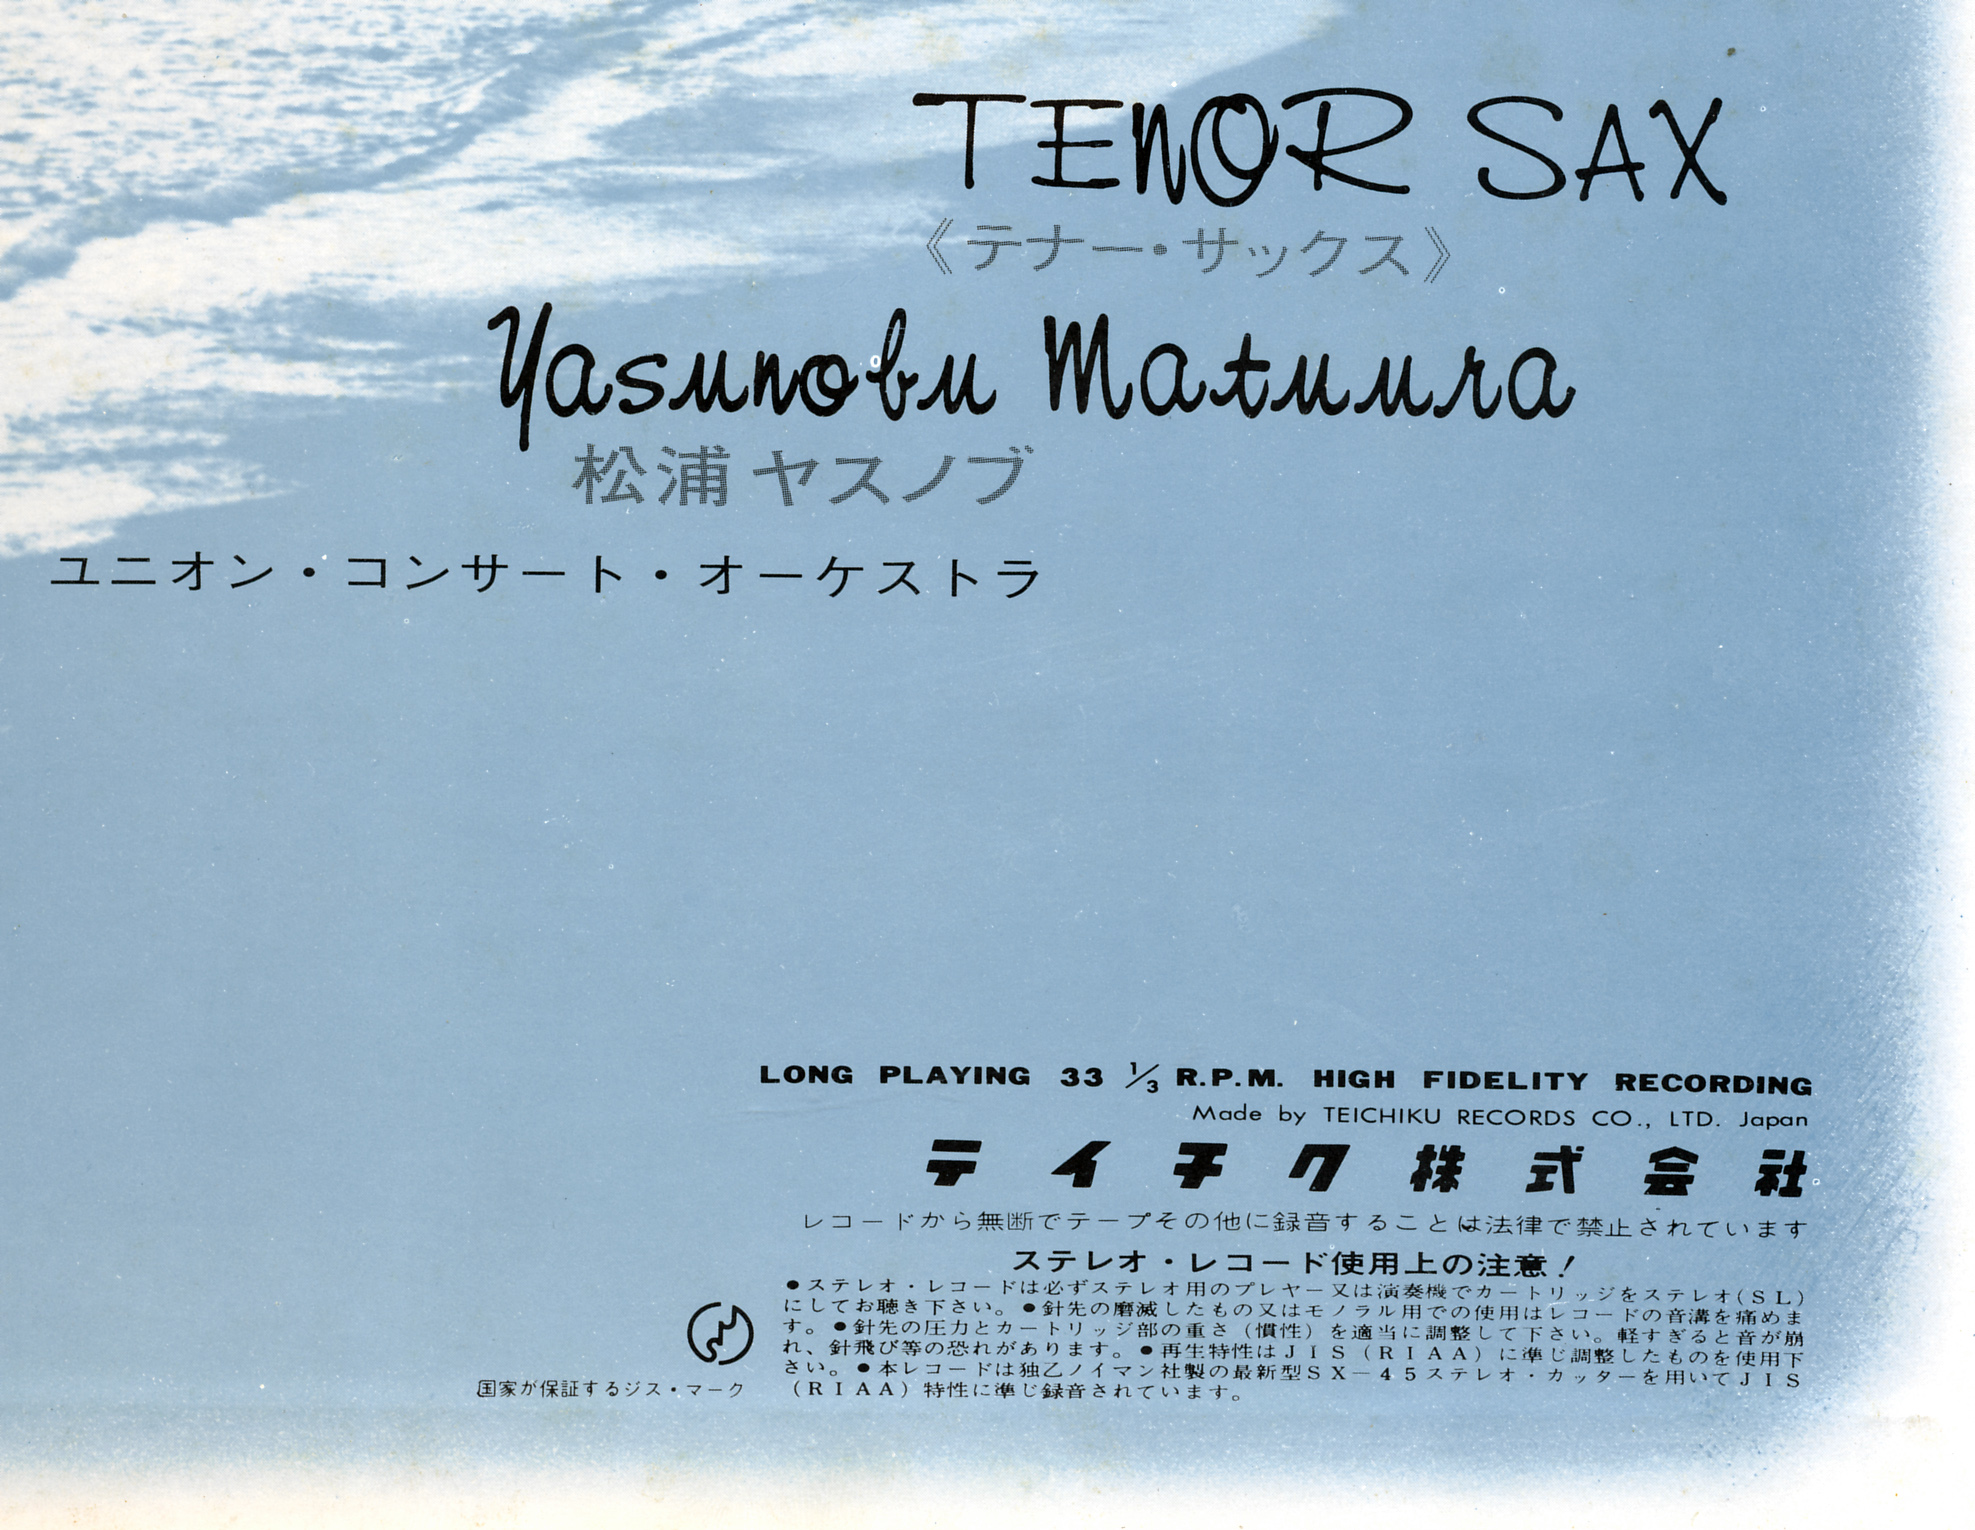 TENOR SAX
《テナー・サックス》
Yasunobu Matuura
松浦 ヤスノブ
ユニオン・コンサート・オーケストラ
LONG PLAYING 33 1/3 R.P.M. HIGH FIDELITY RECORDING
Made by TEICHIKU RECORDS CO., LTD. Japan
テイチク株式会社
レコードから無断でテープその他に録音することは法律で禁止されています
ステレオ・レコード使用上の注意!
●ステレオ・レコードは必ずステレオ用のプレヤー又は演奏機でカートリッジをステレオ(SL)
にしてお聴き下さい。●針先の磨滅したもの又はモノラル用での使用はレコードの音溝を痛めま
す。●針先の圧力とカートリッジ部の重さ(慣性)を適当に調整して下さい。軽すぎると音が崩
れ、針飛び等の恐れがあります。●再生特性はJIS(RIAA)に準じ調整したものを使用下
さい。●本レコードは独乙ノイマン社製の最新型SX-45ステレオ・カッターを用いてJIS
(RIAA)特性に準じ録音されています。
国家が保証するジス・マーク